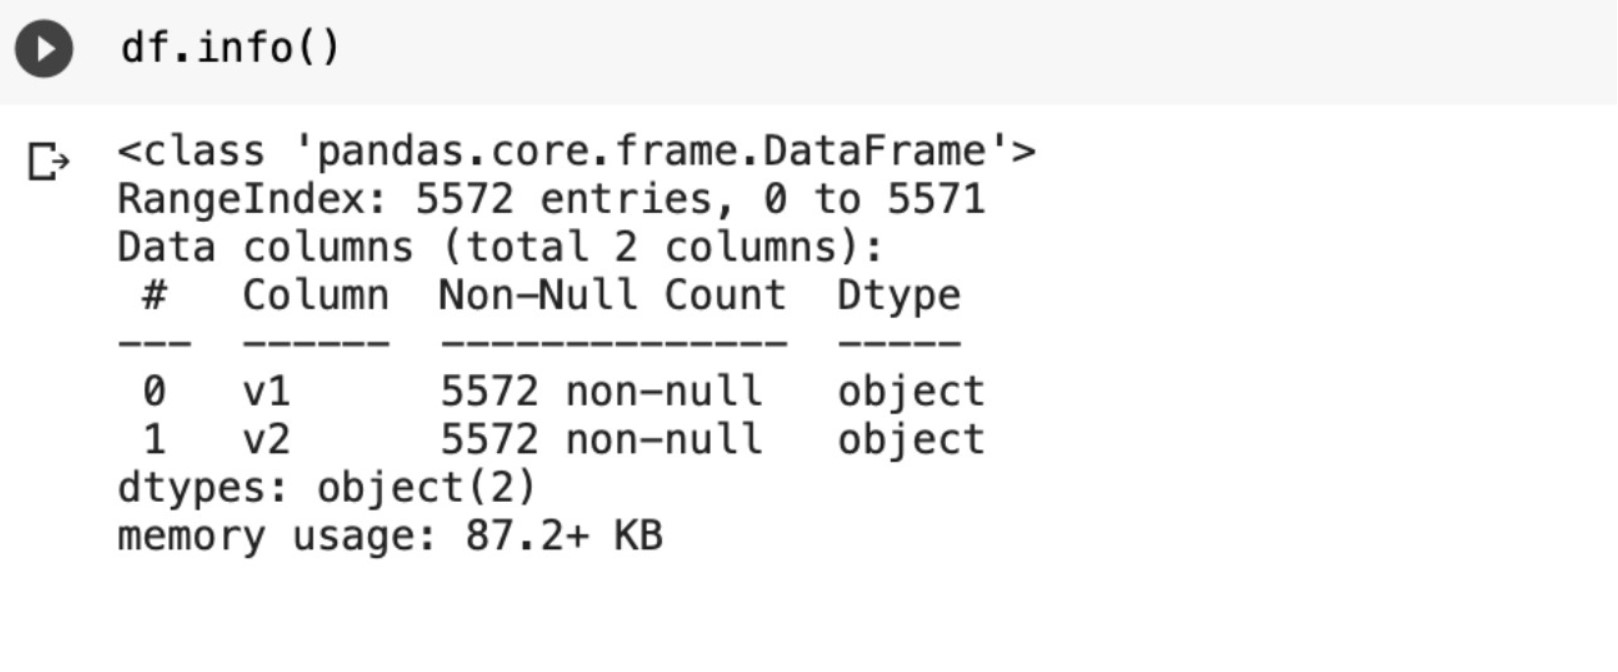 df.info()
<class 'pandas.core.frame.DataFrame'>
RangeIndex: 5572 entries, 0 to 5571
Data columns (total 2 columns):
 #   Column  Non-Null Count  Dtype
---  ------  --------------  -----
 0   v1      5572 non-null   object
 1   v2      5572 non-null   object
dtypes: object(2)
memory usage: 87.2+ KB